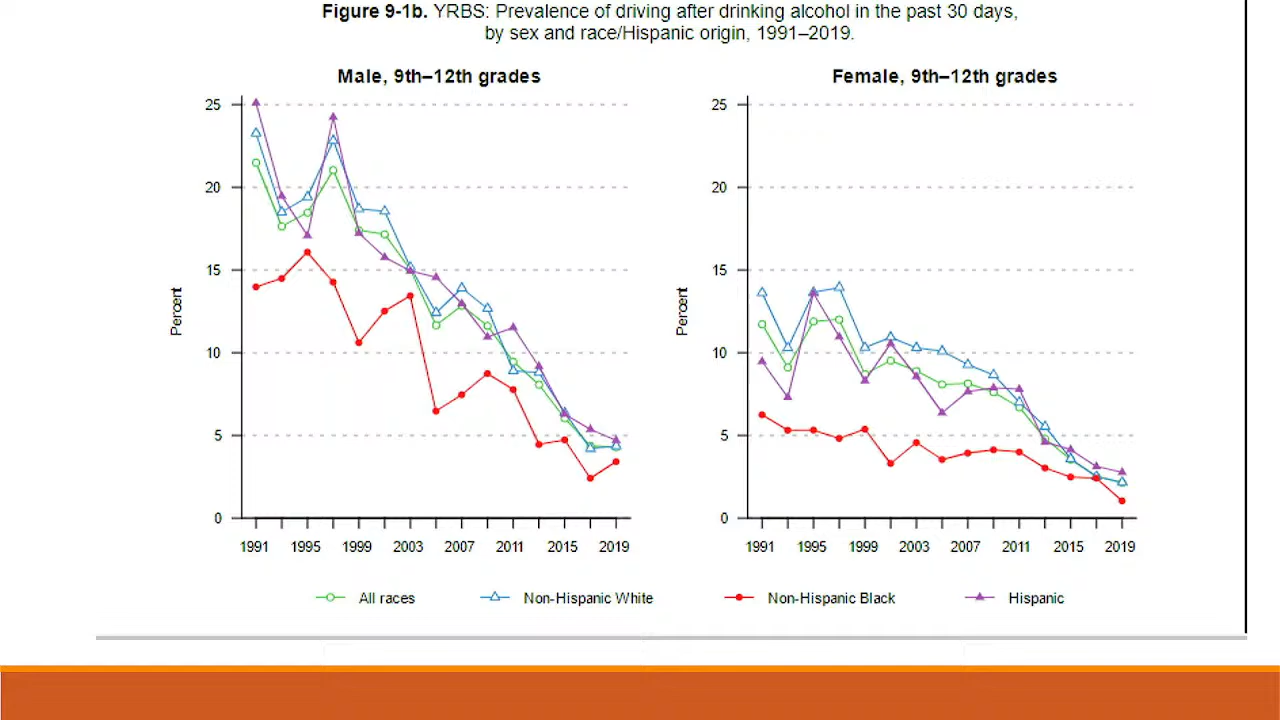 Figure 9-1b. YRBS: Prevalence of driving after drinking alcohol in the past 30 days,
by sex and race/Hispanic origin, 1991–2019.
Male, 9th–12th grades
25
20
15
10
5
0
Percent
1991 1995 1999 2003 2007 2011 2015 2019
Female, 9th–12th grades
25
20
15
10
5
0
Percent
1991 1995 1999 2003 2007 2011 2015 2019
All races Non-Hispanic White Non-Hispanic Black Hispanic